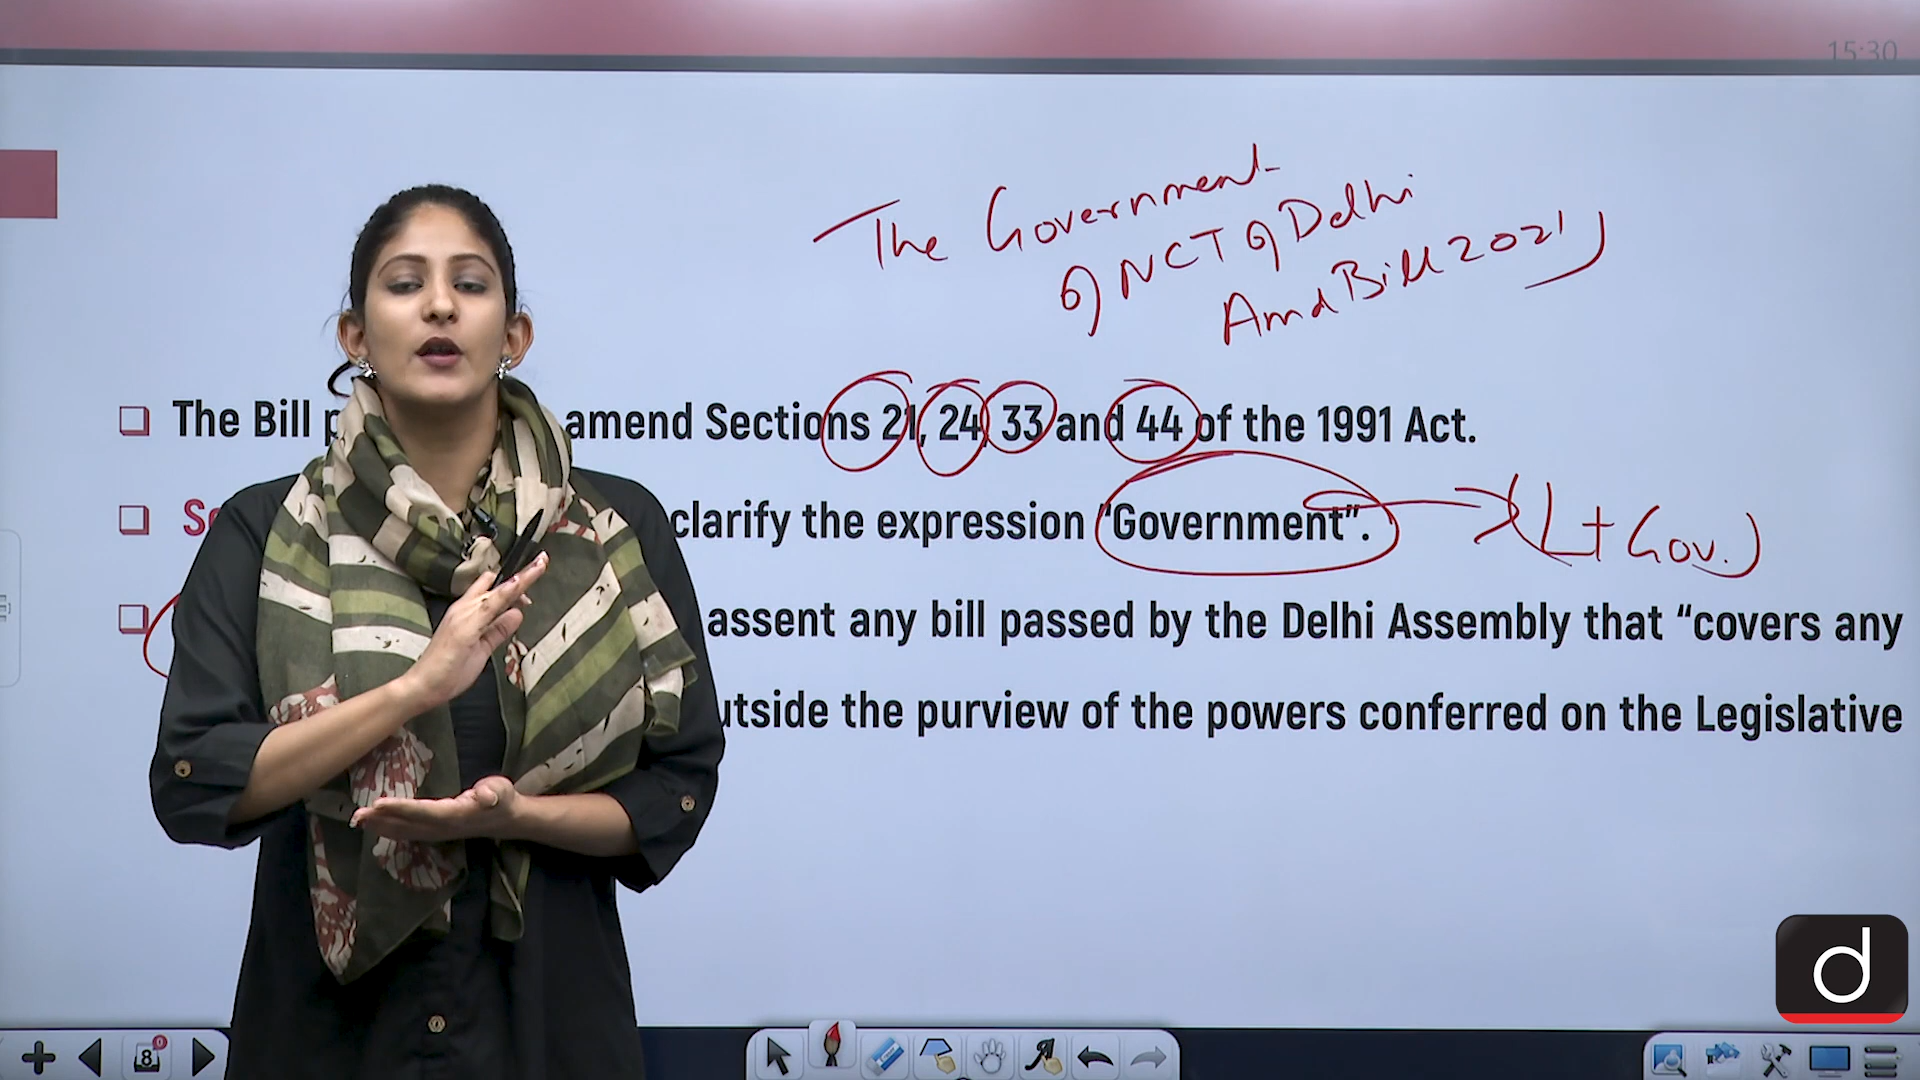 15:30
The Government
of NCT of Delhi
Amd Bill 2021)
The Bill amend Sections 21, 24, 33 and 44 of the 1991 Act.
clarify the expression "Government". (Lt Gov.)
assent any bill passed by the Delhi Assembly that “covers any
utside the purview of the powers conferred on the Legislative
d
8 0